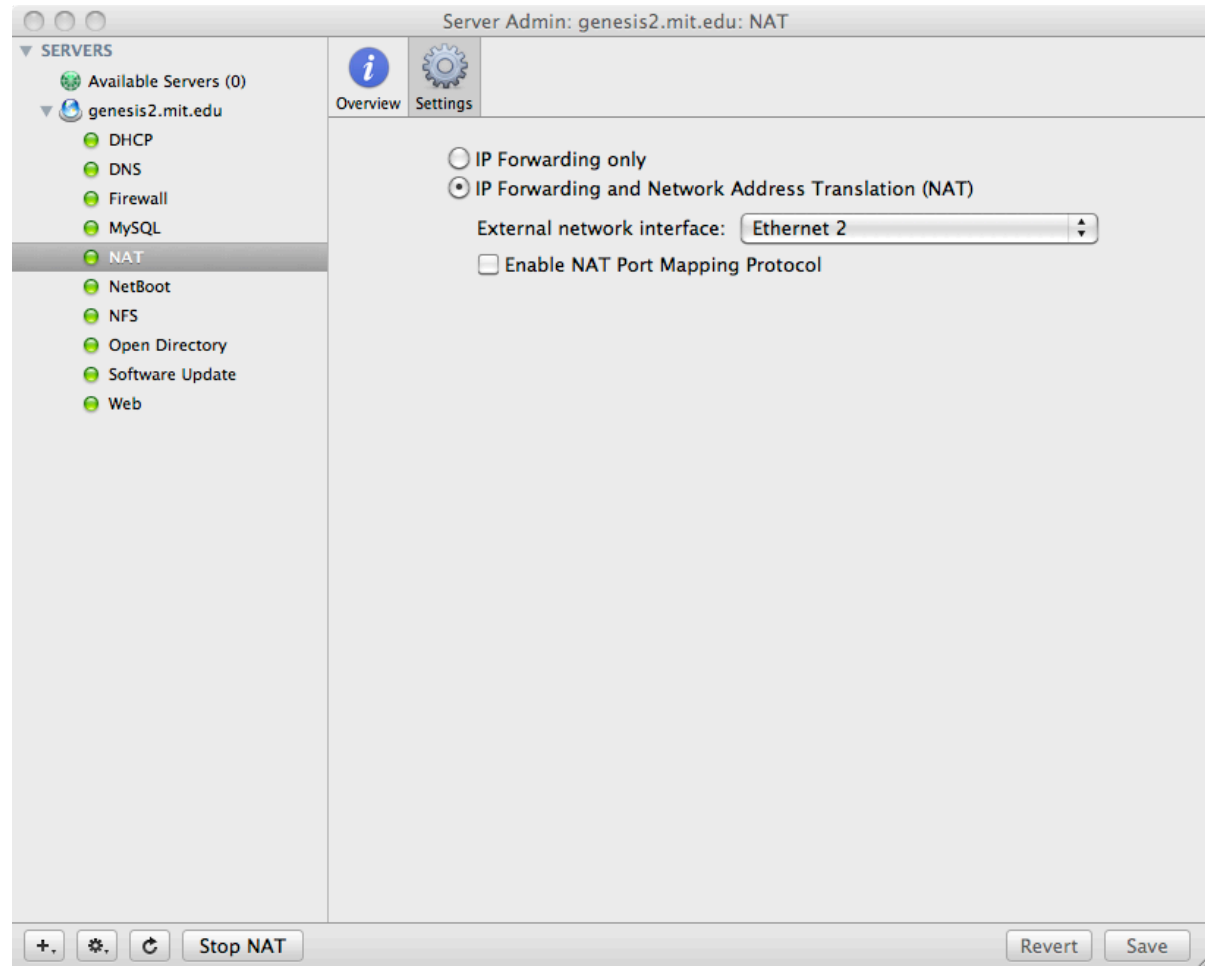 Server Admin: genesis2.mit.edu: NAT
SERVERS
Available Servers (0)
genesis2.mit.edu
DHCP
DNS
Firewall
MySQL
NAT
NetBoot
NFS
Open Directory
Software Update
Web
Overview
Settings
IP Forwarding only
IP Forwarding and Network Address Translation (NAT)
External network interface: Ethernet 2
Enable NAT Port Mapping Protocol
Stop NAT
Revert
Save